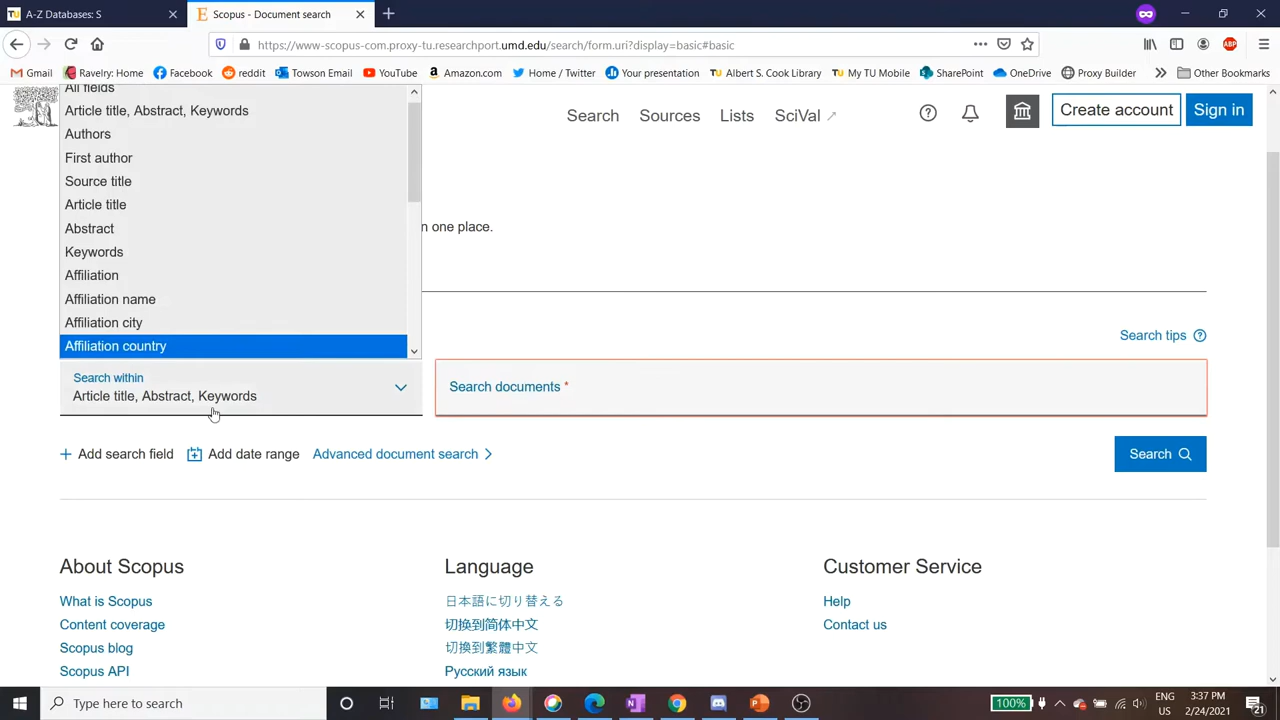 A-Z Databases: S
Scopus - Document search
https://www-scopus-com.proxy-tu.researchport.umd.edu/search/form.uri?display=basic#basic
Gmail Ravelry: Home Facebook reddit Towson Email YouTube Amazon.com Home / Twitter Your presentation TU Albert S. Cook Library TU My TU Mobile SharePoint OneDrive Proxy Builder Other Bookmarks
All fields
Article title, Abstract, Keywords
Authors
First author
Source title
Article title
Abstract
Keywords
Affiliation
Affiliation name
Affiliation city
Affiliation country
Search Sources Lists SciVal
Create account
Sign in
n one place.
Search tips
Search within
Article title, Abstract, Keywords
Search documents *
Add search field Add date range Advanced document search
Search
About Scopus
What is Scopus
Content coverage
Scopus blog
Scopus API
Language
日本語に切り替える
切换到简体中文
切換到繁體中文
Русский язык
Customer Service
Help
Contact us
Type here to search
100%
ENG
US
3:37 PM
2/24/2021
21